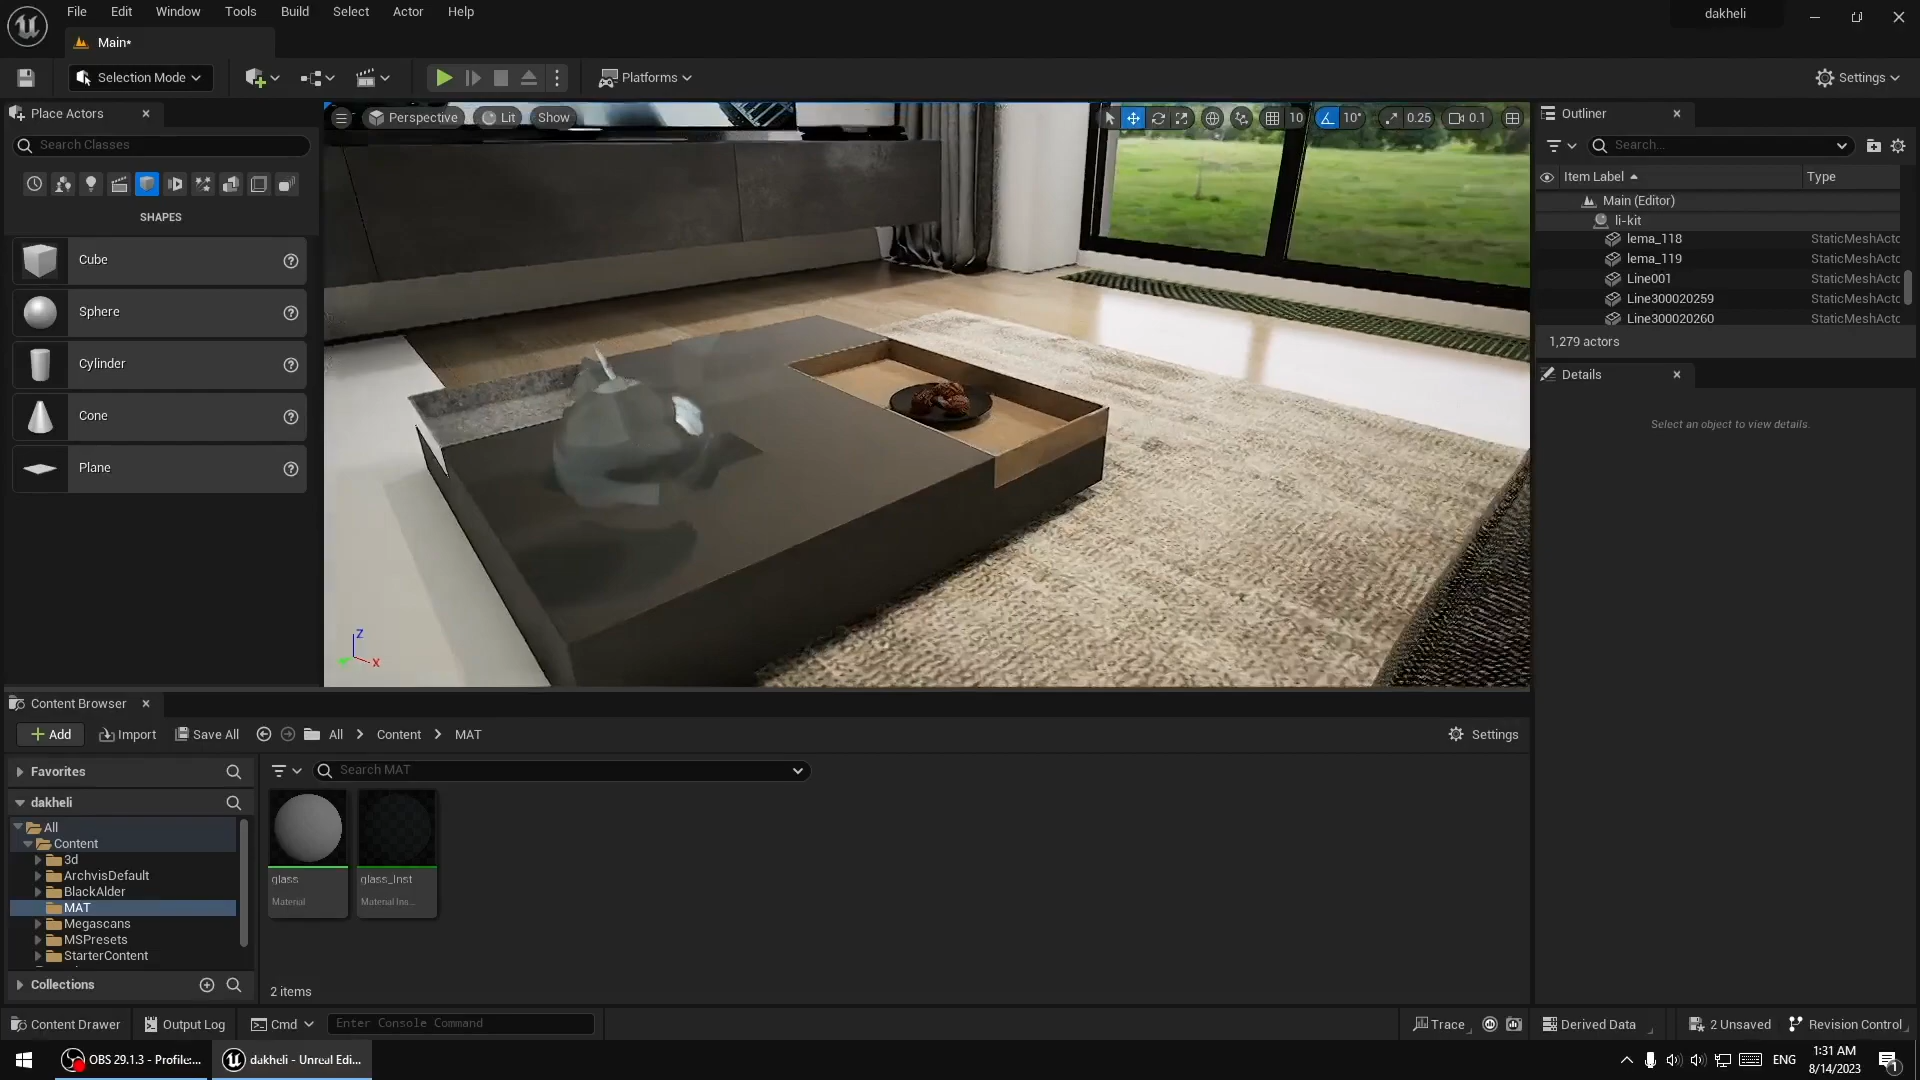 File Edit Window Tools Build Select Actor Help
dakheli
Main*
Selection Mode
Platforms
Settings
Place Actors
Search Classes
SHAPES
Cube
Sphere
Cylinder
Cone
Plane
Perspective Lit Show
10 10° 0.25 0.1
Z
X
Outliner
Search...
Item Label Type
Main (Editor)
li-kit
lema_118 StaticMeshActo
lema_119 StaticMeshActo
Line001 StaticMeshActo
Line300020259 StaticMeshActo
Line300020260 StaticMeshActo
1,279 actors
Details
Select an object to view details.
Content Browser
Add Import Save All All Content MAT Settings
Favorites
dakheli
All
Content
3d
ArchvisDefault
BlackAlder
MAT
Megascans
MSPresets
StarterContent
Collections
Search MAT
glass
Material
glass_Inst
Material Ins...
2 items
Content Drawer Output Log Cmd Enter Console Command Trace Derived Data 2 Unsaved Revision Control
OBS 29.1.3 - Profile:... dakheli - Unreal Edi... ENG
1:31 AM
8/14/2023
1